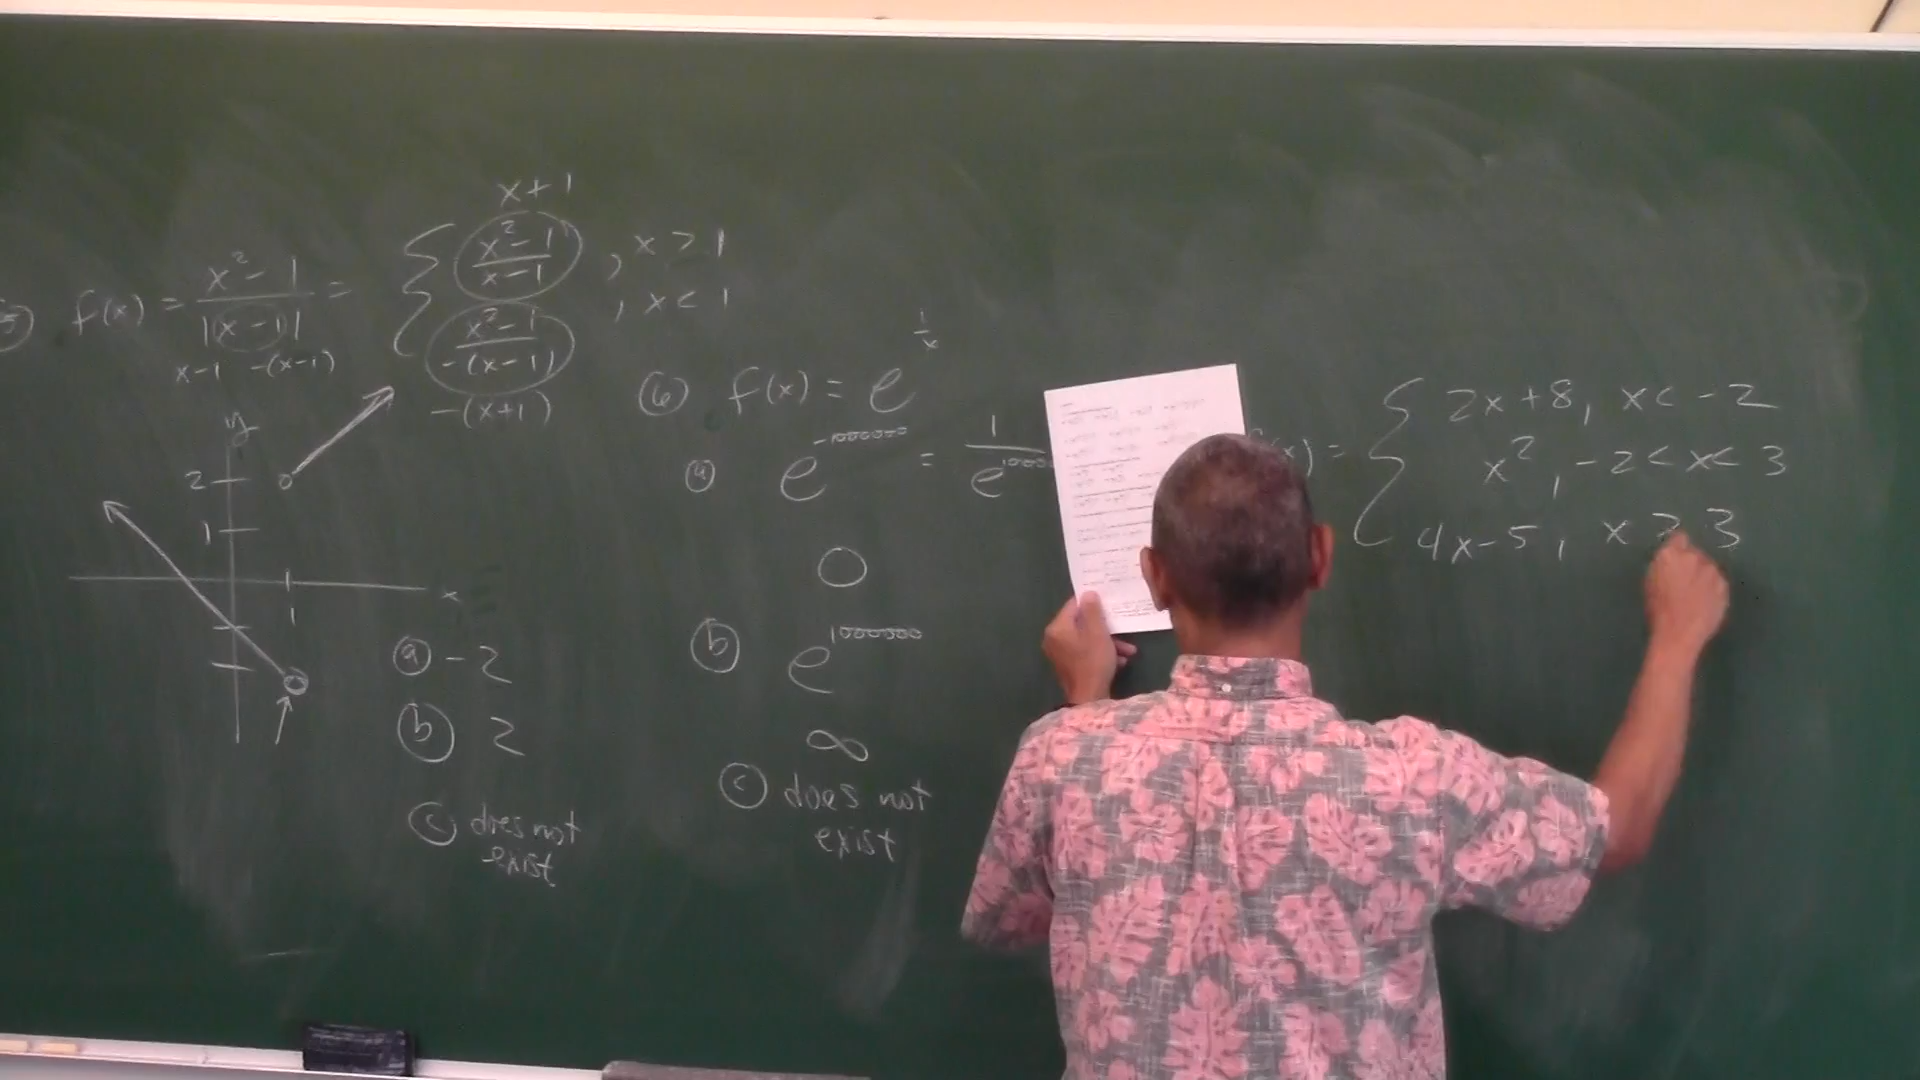 x+1
5 f(x) = x²-1 / |(x-1)| = { x²-1 / x-1 , x > 1
x²-1 / -(x-1) , x < 1
x-1 -(x-1)
-(x+1)
y
2
1
x
1
a -2
b 2
c does not
exist
6 f(x) = e^(1/x)
a e^-1000000 = 1 / e^10000
0
b e^1000000
∞
c does not
exist
(x) = { 2x+8, x < -2
x², -2 < x < 3
4x-5, x ≥ 3